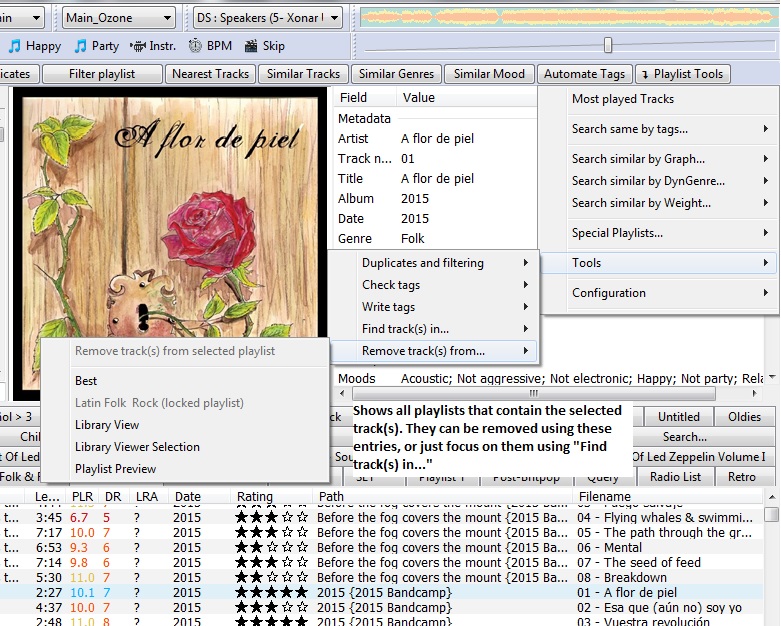 ain Main_Ozone DS : Speakers (5- Xonar
Happy Party Instr. BPM Skip
icates Filter playlist Nearest Tracks Similar Tracks Similar Genres Similar Mood Automate Tags Playlist Tools
A flor de piel
Field Value
Metadata
Artist A flor de piel
Track n... 01
Title A flor de piel
Album 2015
Date 2015
Genre Folk
Most played Tracks
Search same by tags...
Search similar by Graph...
Search similar by DynGenre...
Search similar by Weight...
Special Playlists...
Tools
Configuration
Duplicates and filtering
Check tags
Write tags
Find track(s) in...
Remove track(s) from...
Remove track(s) from selected playlist
Best
Latin Folk Rock (locked playlist)
Library View
Library Viewer Selection
Playlist Preview
Moods Acoustic; Not aggressive; Not electronic; Happy; Not party; Rela
Shows all playlists that contain the selected
track(s). They can be removed using these
entries, or just focus on them using "Find
track(s) in..."
ol > 3 ck Untitled Oldies
Chil Search...
t Of Led Of Led Zeppelin Volume I
Folk & F SET Playlist 1 Post-Bitpop Query Radio List Retro
Le... PLR DR LRA Date Rating Path Filename
t... 3:45 6.7 5 ? 2015 ★★★☆☆ Before the fog covers the mount {2015 Ba... 04 - Flying whales & swimmi...
t... 7:17 10.0 7 ? 2015 ★★★☆☆ Before the fog covers the mount {2015 Ba... 05 - The path through the gr...
t... 6:53 9.3 6 ? 2015 ★★★☆☆ Before the fog covers the mount {2015 Ba... 06 - Mental
t... 7:14 9.8 6 ? 2015 ★★★☆☆ Before the fog covers the mount {2015 Ba... 07 - The seed of feed
t... 5:30 11.0 7 ? 2015 ★★★☆☆ Before the fog covers the mount {2015 Ba... 08 - Breakdown
2:27 10.1 7 ? 2015 ★★★★★ 2015 {2015 Bandcamp} 01 - A flor de piel
4:37 10.0 7 ? 2015 ★★★☆☆ 2015 {2015 Bandcamp} 02 - Esa que (aún no) soy yo
2:48 11.0 8 ? 2015 ★★★★★ 2015 {2015 Bandcamp} 03 - Vuestra revolución